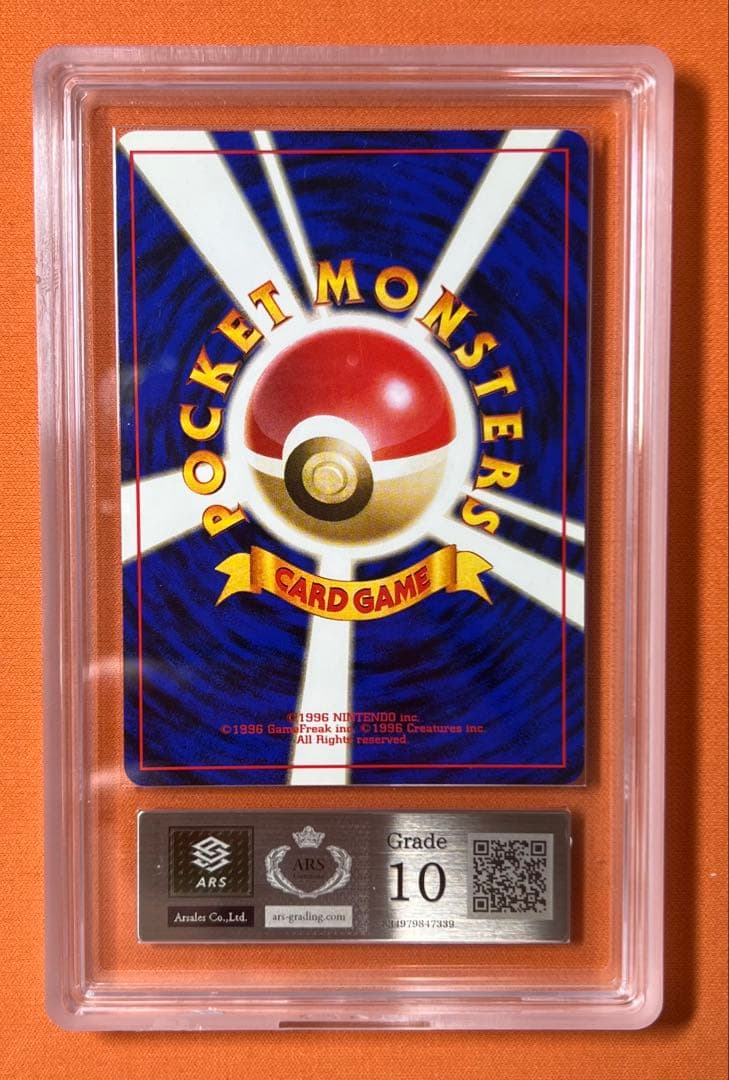 POCKET MONSTERS
CARD GAME
©1996 NINTENDO inc.
©1996 GameFreak inc. ©1996 Creatures inc.
All Rights reserved.
ARS
Arsales Co.,Ltd.
ARS
ars-grading.com
Grade
10